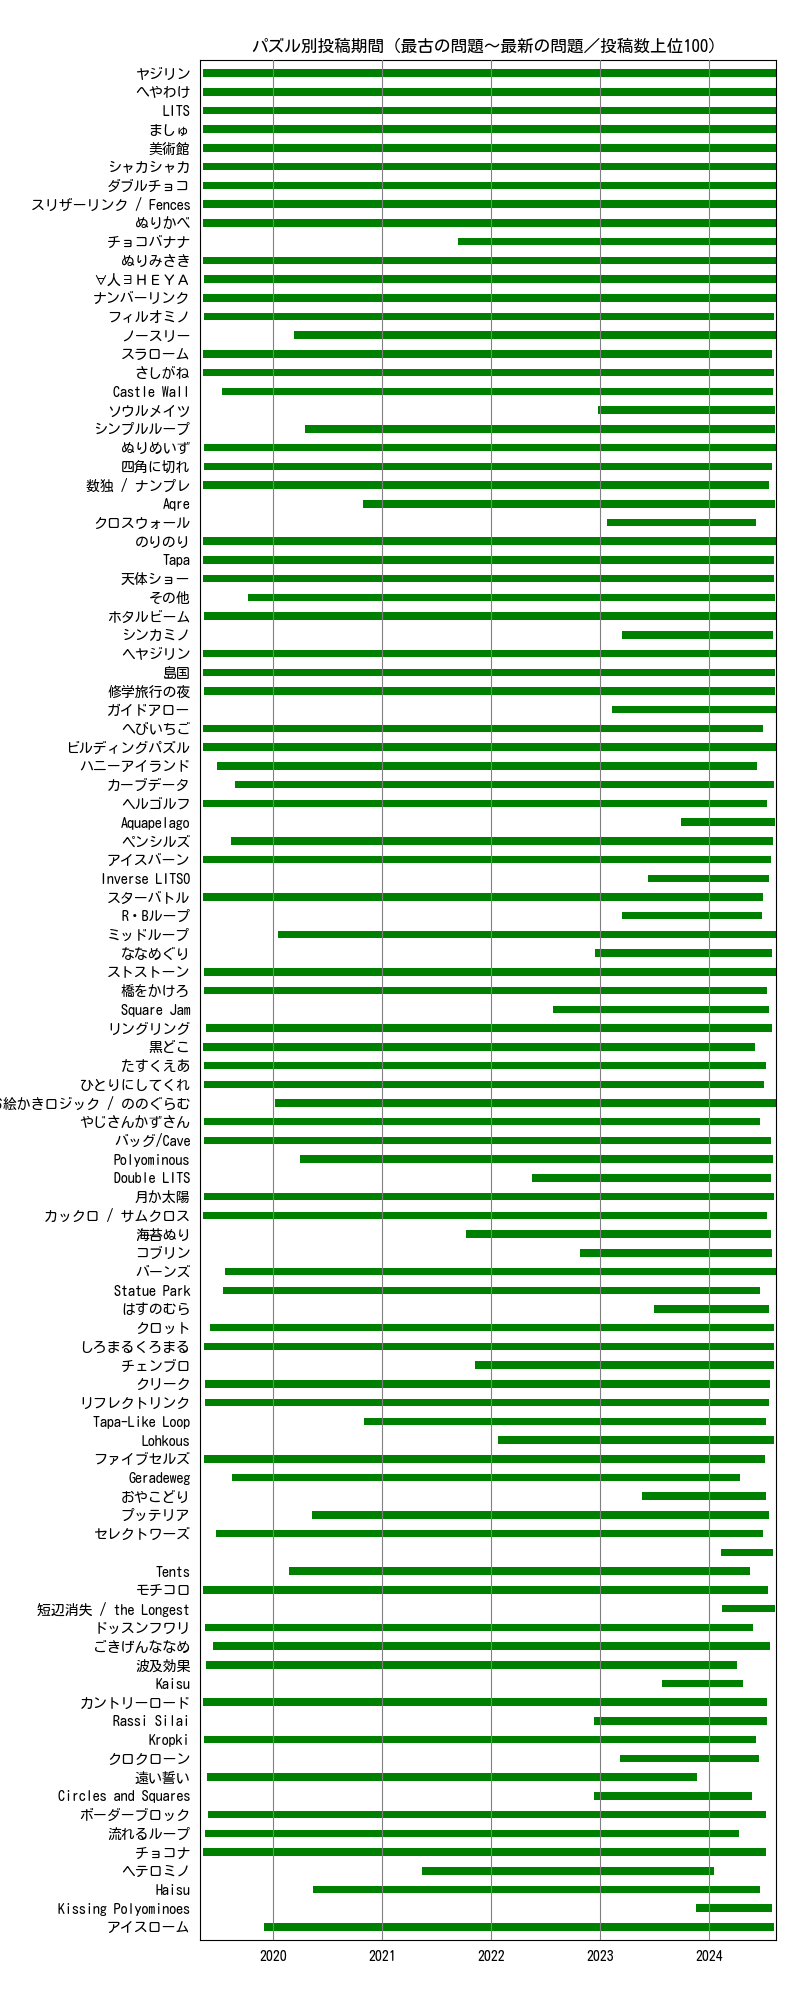 パズル別投稿期間（最古の問題～最新の問題／投稿数上位100）
ヤジリン
へやわけ
LITS
ましゅ
美術館
シャカシャカ
ダブルチョコ
スリザーリンク / Fences
ぬりかべ
チョコバナナ
ぬりみさき
∀人∃ＨＥＹＡ
ナンバーリンク
フィルオミノ
ノースリー
スラローム
さしがね
Castle Wall
ソウルメイツ
シンプルループ
ぬりめいず
四角に切れ
数独 / ナンプレ
Aqre
クロスウォール
のりのり
Tapa
天体ショー
その他
ホタルビーム
シンカミノ
ヘヤジリン
島国
修学旅行の夜
ガイドアロー
へびいちご
ビルディングパズル
ハニーアイランド
カーブデータ
ヘルゴルフ
Aquapelago
ペンシルズ
アイスバーン
Inverse LITSO
スターバトル
R・Bループ
ミッドループ
ななめぐり
ストストーン
橋をかけろ
Square Jam
リングリング
黒どこ
たすくえあ
ひとりにしてくれ
絵かきロジック / ののぐらむ
やじさんかずさん
バッグ/Cave
Polyominous
Double LITS
月か太陽
カックロ / サムクロス
海苔ぬり
コブリン
バーンズ
Statue Park
はすのむら
クロット
しろまるくろまる
チェンブロ
クリーク
リフレクトリンク
Tapa-Like Loop
Lohkous
ファイブセルズ
Geradeweg
おやこどり
プッテリア
セレクトワーズ
Tents
モチコロ
短辺消失 / the Longest
ドッスンフワリ
ごきげんななめ
波及効果
Kaisu
カントリーロード
Rassi Silai
Kropki
クロクローン
遠い誓い
Circles and Squares
ボーダーブロック
流れるループ
チョコナ
ヘテロミノ
Haisu
Kissing Polyominoes
アイスローム
2020 2021 2022 2023 2024